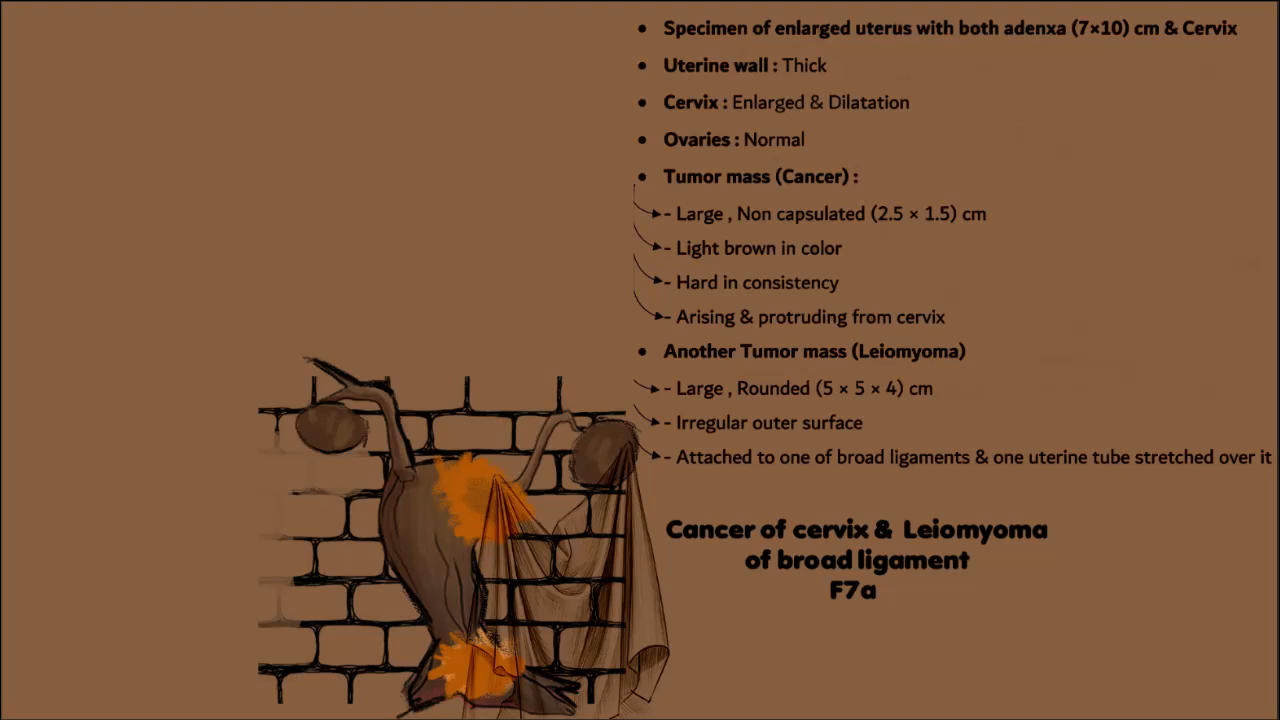 • Specimen of enlarged uterus with both adenxa (7×10) cm & Cervix
• Uterine wall : Thick
• Cervix : Enlarged & Dilatation
• Ovaries : Normal
• Tumor mass (Cancer) :
- Large , Non capsulated (2.5 × 1.5) cm
- Light brown in color
- Hard in consistency
- Arising & protruding from cervix
• Another Tumor mass (Leiomyoma)
- Large , Rounded (5 × 5 × 4) cm
- Irregular outer surface
- Attached to one of broad ligaments & one uterine tube stretched over it
Cancer of cervix & Leiomyoma
of broad ligament
F7a